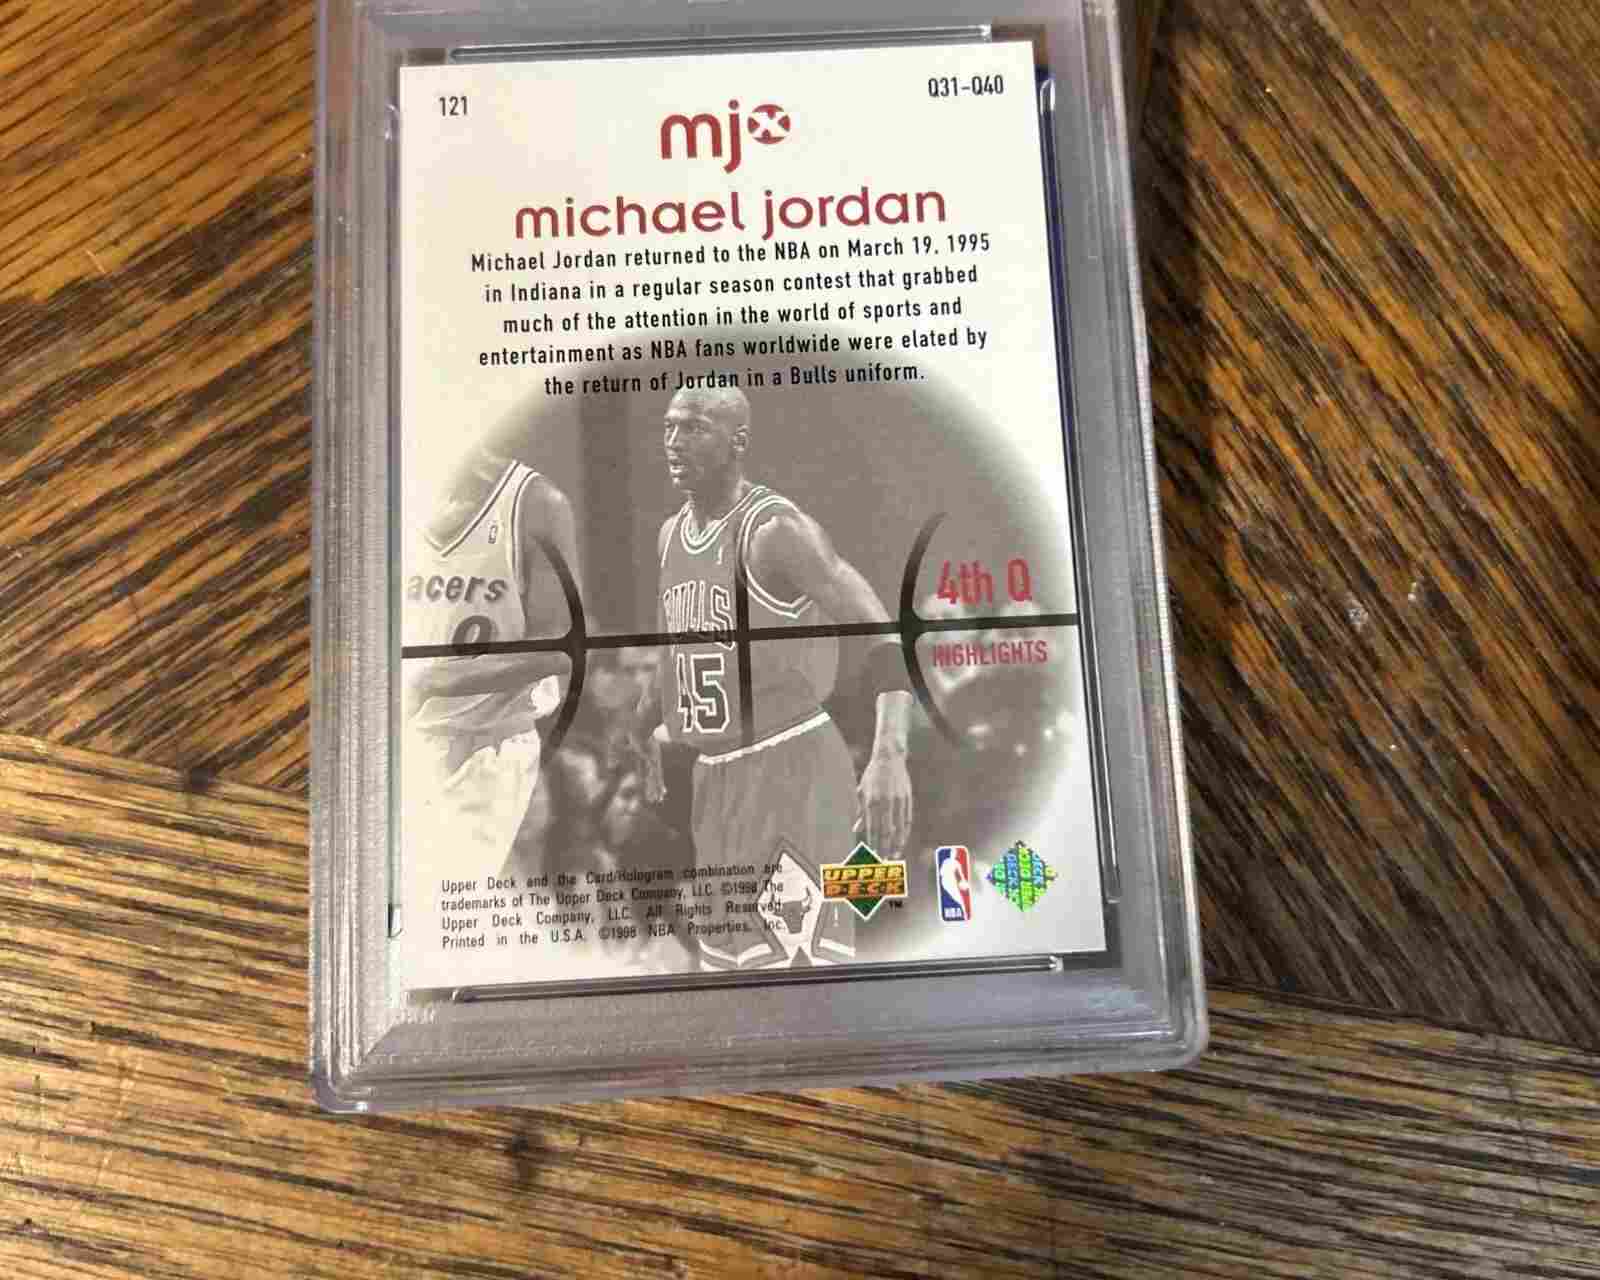 121
Q31-Q40
mjx
michael jordan
Michael Jordan returned to the NBA on March 19, 1995
in Indiana in a regular season contest that grabbed
much of the attention in the world of sports and
entertainment as NBA fans worldwide were elated by
the return of Jordan in a Bulls uniform.
acers
BULLS
45
4th Q
HIGHLIGHTS
Upper Deck and the Card/Hologram combination are
trademarks of The Upper Deck Company, LLC. ©1998 The
Upper Deck Company, LLC. All Rights Reserved.
Printed in the U.S.A. ©1998 NBA Properties, Inc.
UPPER
DECK
TM
NBA